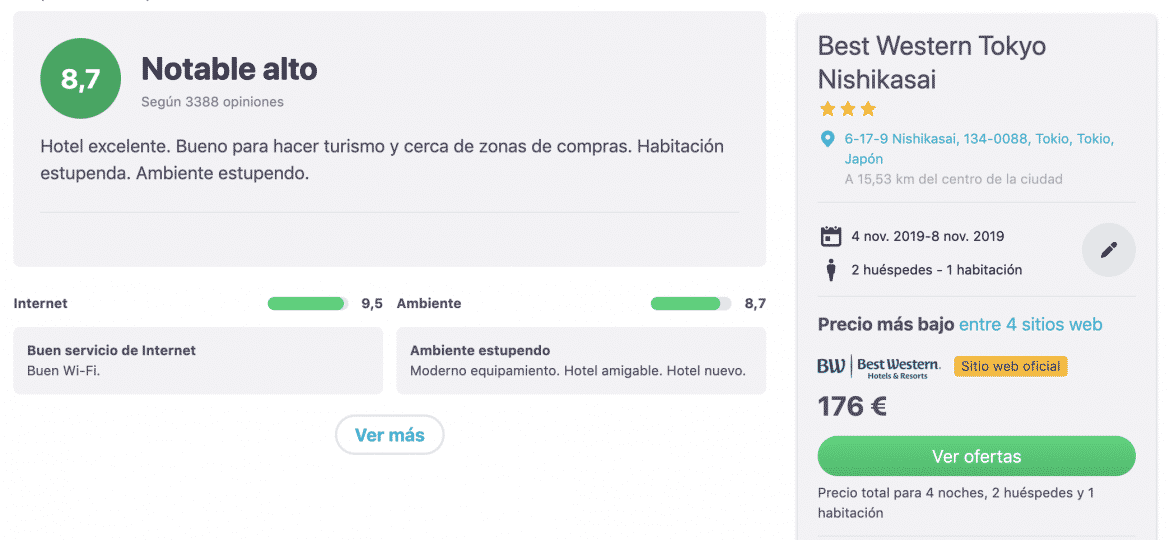 8,7
Notable alto
Según 3388 opiniones
Hotel excelente. Bueno para hacer turismo y cerca de zonas de compras. Habitación
estupenda. Ambiente estupendo.
Internet 9,5
Buen servicio de Internet
Buen Wi-Fi.
Ambiente 8,7
Ambiente estupendo
Moderno equipamiento. Hotel amigable. Hotel nuevo.
Ver más
Best Western Tokyo
Nishikasai
6-17-9 Nishikasai, 134-0088, Tokio, Tokio,
Japón
A 15,53 km del centro de la ciudad
4 nov. 2019-8 nov. 2019
2 huéspedes - 1 habitación
Precio más bajo entre 4 sitios web
BW Best Western. Sitio web oficial
Hotels & Resorts
176 €
Ver ofertas
Precio total para 4 noches, 2 huéspedes y 1
habitación